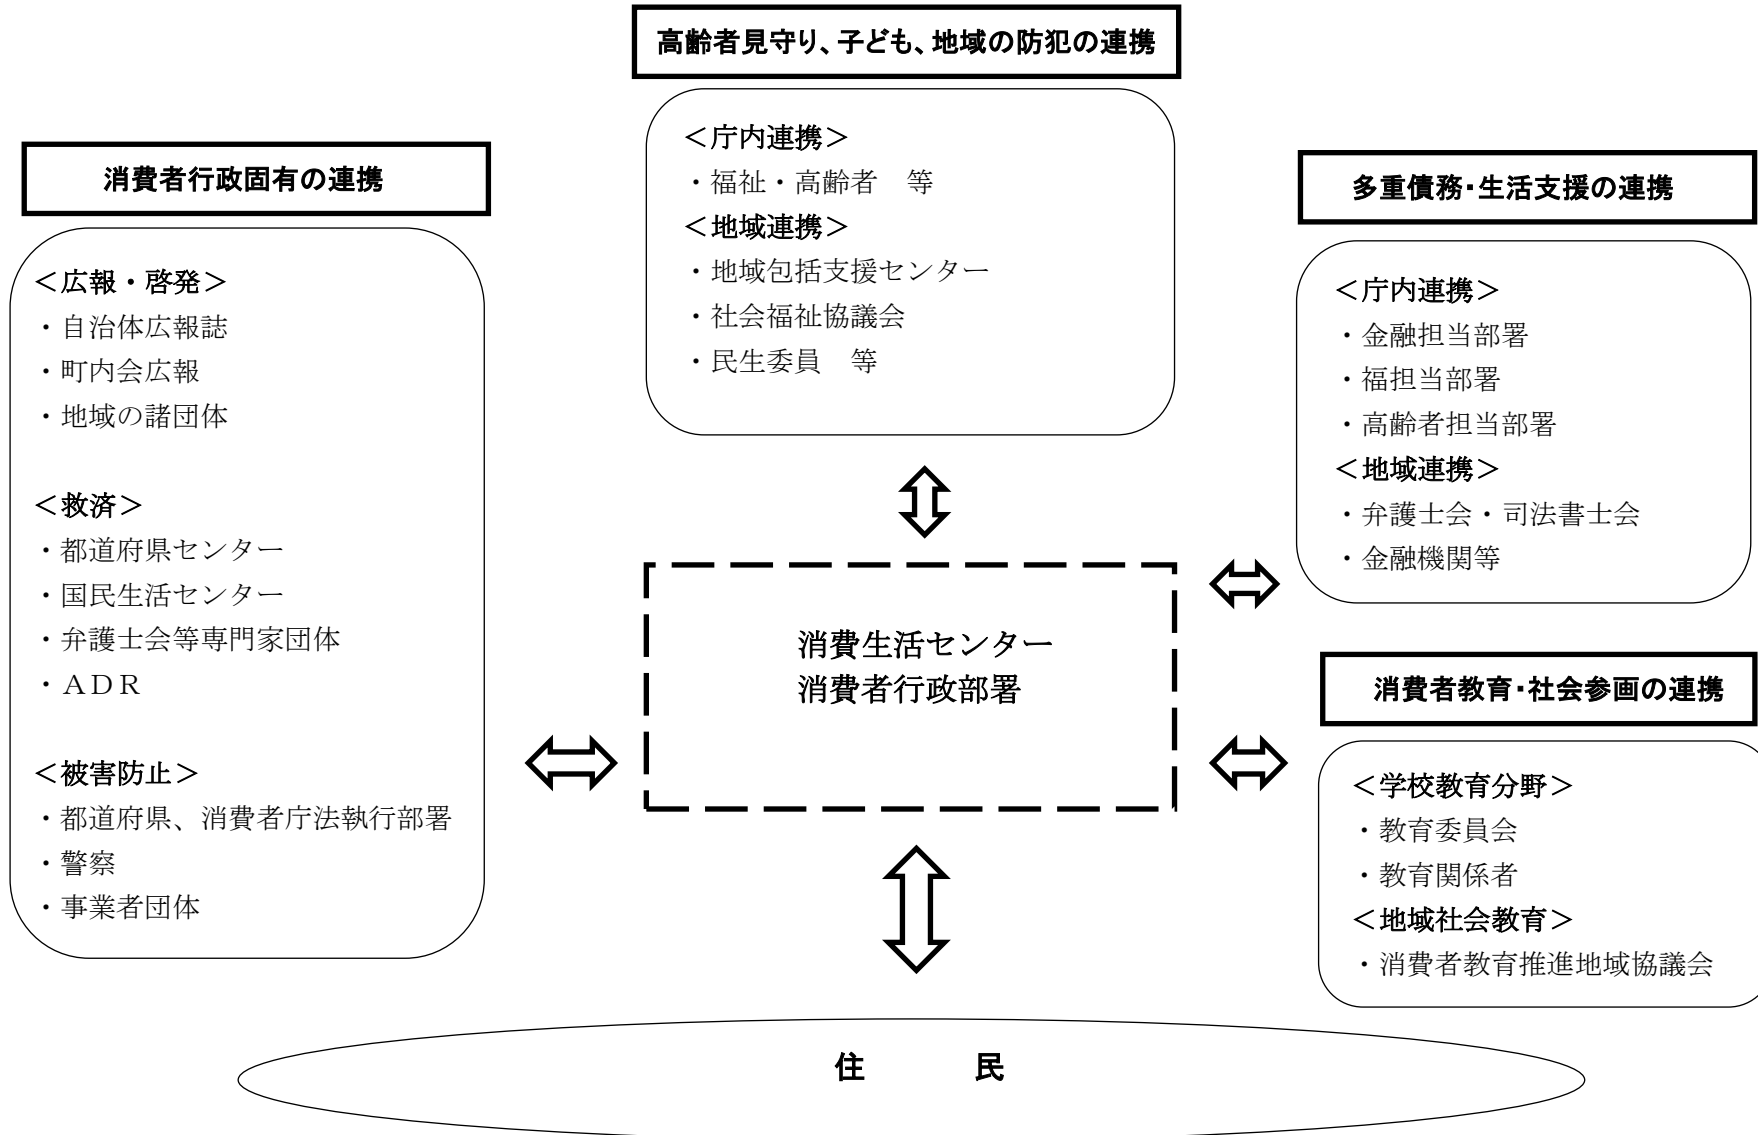 高齢者見守り、子ども、地域の防犯の連携
＜庁内連携＞
・福祉・高齢者　等
＜地域連携＞
・地域包括支援センター
・社会福祉協議会
・民生委員　等
消費者行政固有の連携
＜広報・啓発＞
・自治体広報誌
・町内会広報
・地域の諸団体
＜救済＞
・都道府県センター
・国民生活センター
・弁護士会等専門家団体
・ＡＤＲ
＜被害防止＞
・都道府県、消費者庁法執行部署
・警察
・事業者団体
多重債務･生活支援の連携
＜庁内連携＞
・金融担当部署
・福担当部署
・高齢者担当部署
＜地域連携＞
・弁護士会・司法書士会
・金融機関等
消費生活センター
消費者行政部署
消費者教育･社会参画の連携
＜学校教育分野＞
・教育委員会
・教育関係者
＜地域社会教育＞
・消費者教育推進地域協議会
住　　　民